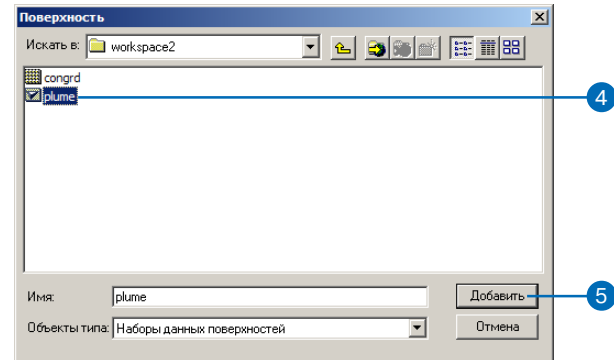 Поверхность
Искать в: workspace2
congrd
plume
4
Имя: plume
Добавить
5
Объекты типа: Наборы данных поверхностей
Отмена